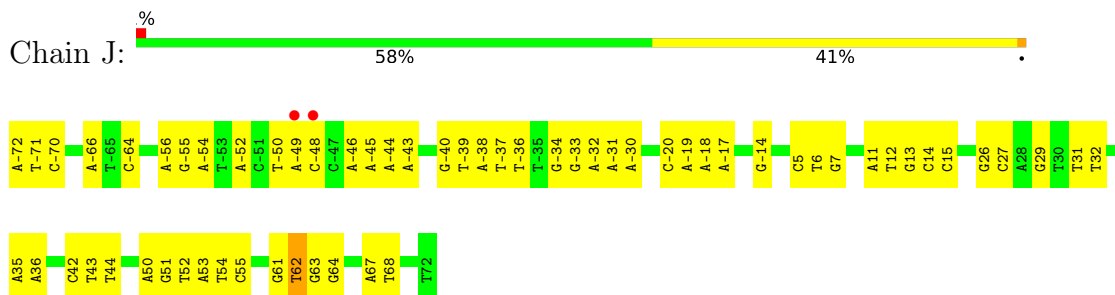 .%
Chain J:
58% 41% •
A-72 T-71 C-70 A-66 T-65 C-64 A-56 G-55 A-54 T-53 A-52 C-51 T-50 A-49 C-48 C-47 A-46 A-45 A-44 A-43 G-40 T-39 A-38 T-37 T-36 T-35 G-34 G-33 A-32 A-31 A-30 C-20 A-19 A-18 A-17 G-14 C5 T6 G7 A11 T12 G13 C14 C15 G26 C27 A28 G29 T30 T31 T32
A35 A36 C42 T43 T44 A50 G51 T52 A53 T54 C55 G61 T62 G63 G64 A67 T68 T72